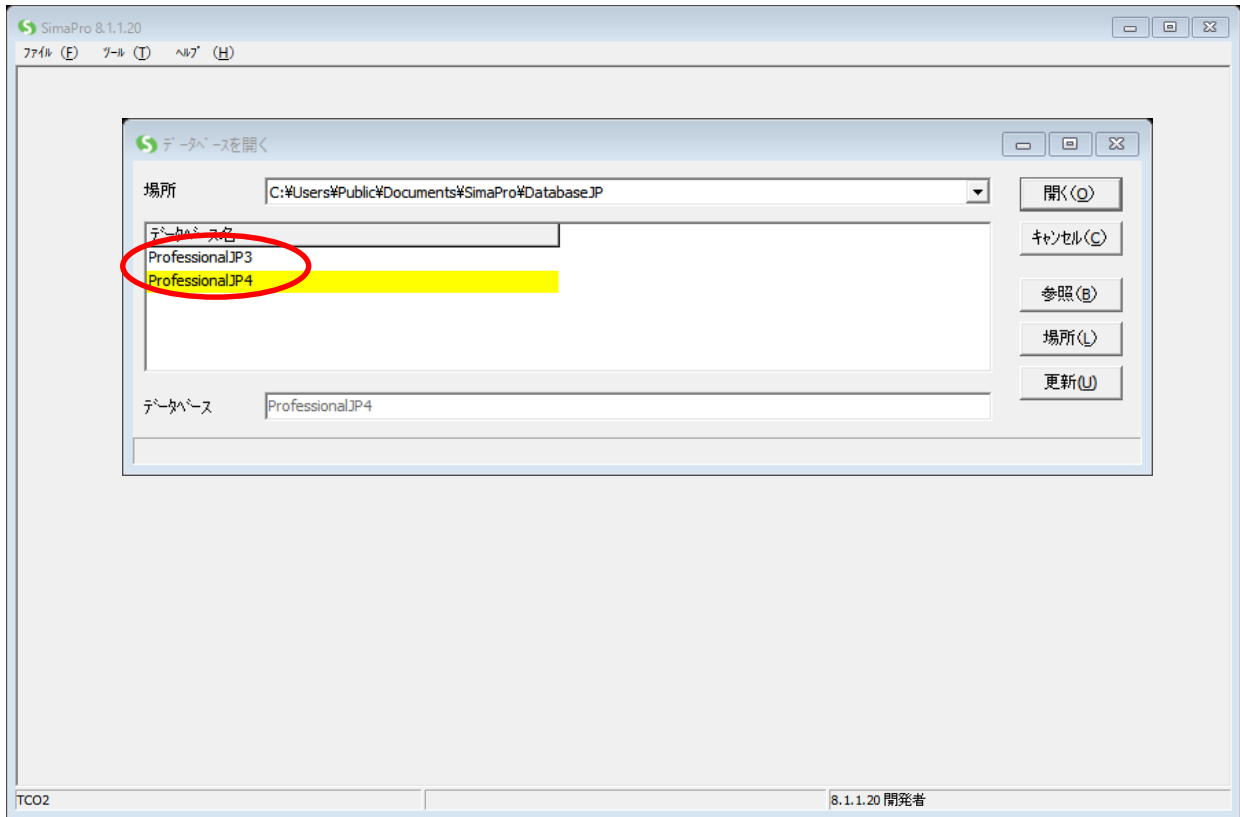 SimaPro 8.1.1.20
ﾌｧｲﾙ (F) ﾂｰﾙ (T) ﾍﾙﾌﾟ (H)
ﾃﾞｰﾀﾍﾞｰｽを開く
場所 C:¥Users¥Public¥Documents¥SimaPro¥DatabaseJP 開く(O)
ﾃﾞｰﾀﾍﾞｰｽ名 ｷｬﾝｾﾙ(C)
ProfessionalJP3
ProfessionalJP4
参照(B)
場所(L)
更新(U)
ﾃﾞｰﾀﾍﾞｰｽ ProfessionalJP4
TCO2 8.1.1.20 開発者